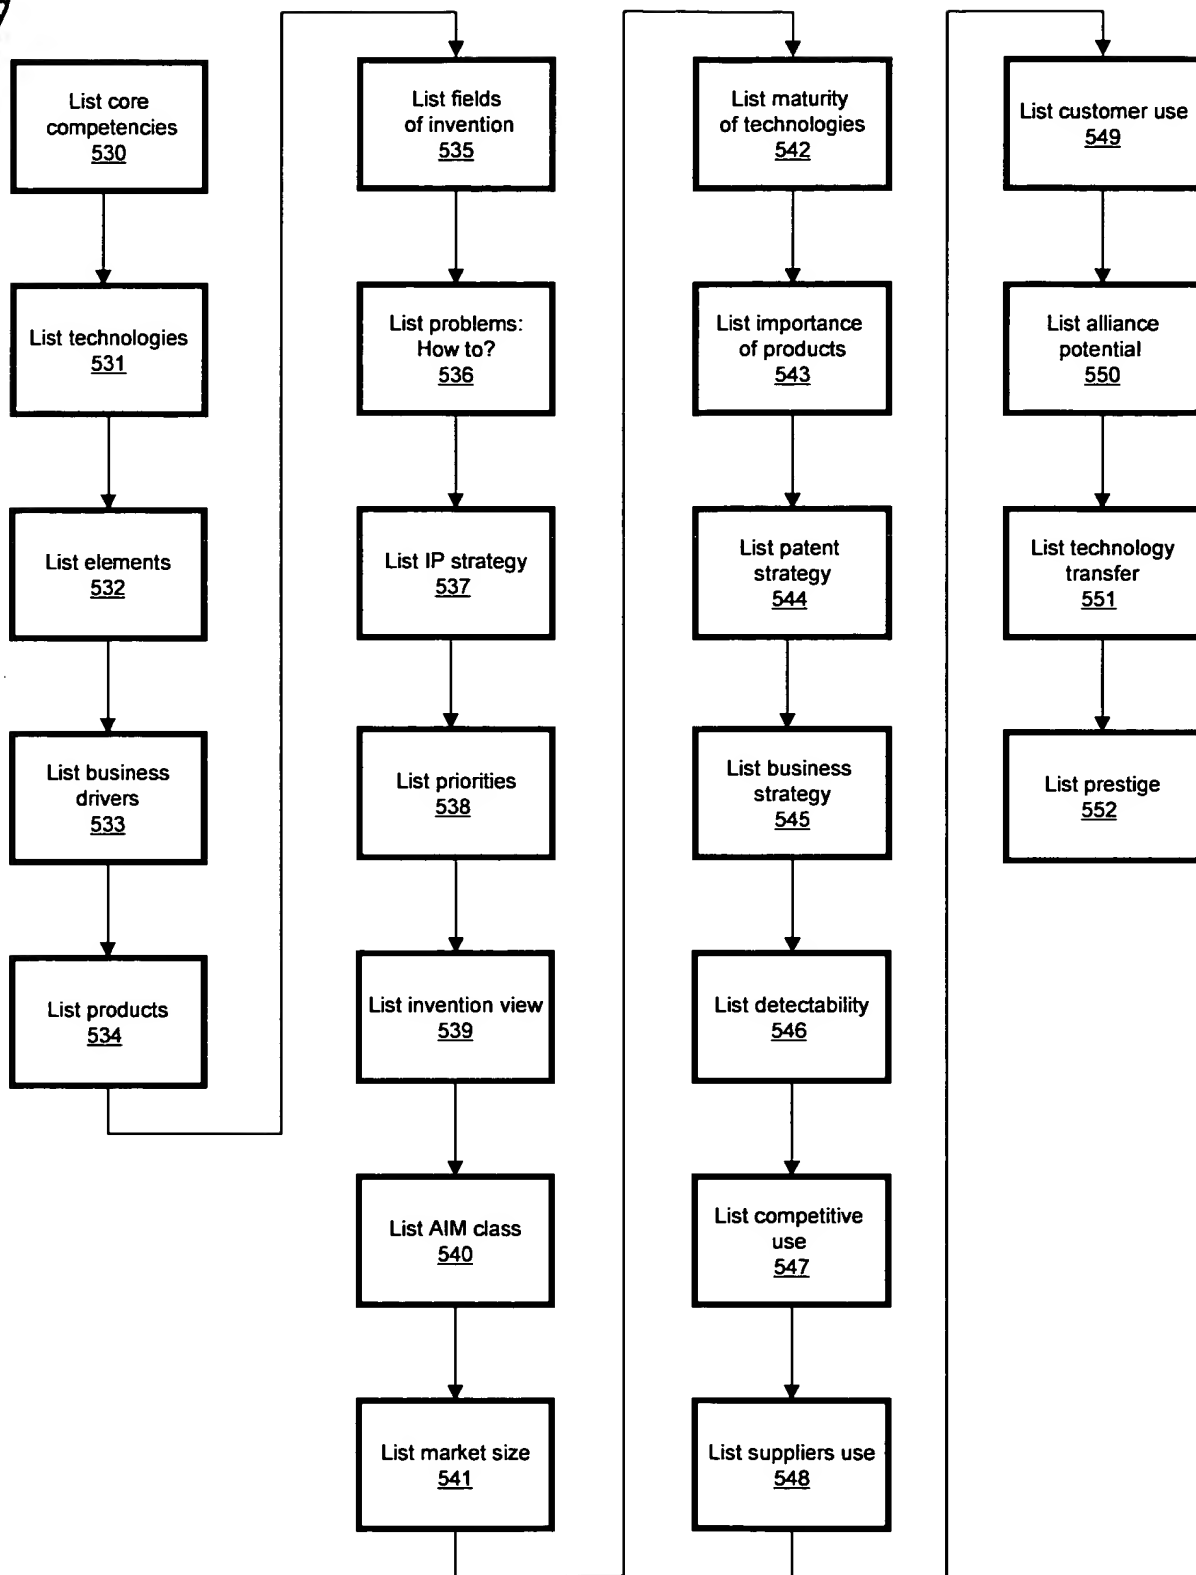 List core
competencies
530
List technologies
531
List elements
532
List business
drivers
533
List products
534
List fields
of invention
535
List problems:
How to?
536
List IP strategy
537
List priorities
538
List invention view
539
List AIM class
540
List market size
541
List maturity
of technologies
542
List importance
of products
543
List patent
strategy
544
List business
strategy
545
List detectability
546
List competitive
use
547
List suppliers use
548
List customer use
549
List alliance
potential
550
List technology
transfer
551
List prestige
552